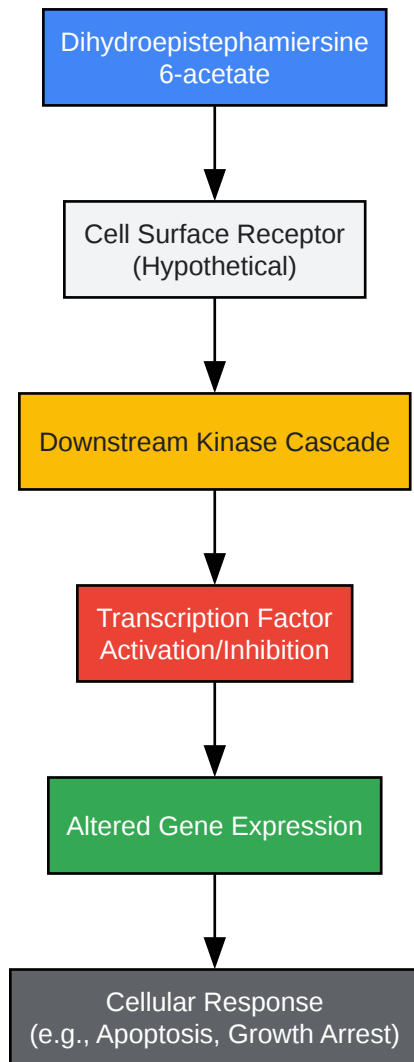 Dihydroepistephamiersine
6-acetate
Cell Surface Receptor
(Hypothetical)
Downstream Kinase Cascade
Transcription Factor
Activation/Inhibition
Altered Gene Expression
Cellular Response
(e.g., Apoptosis, Growth Arrest)